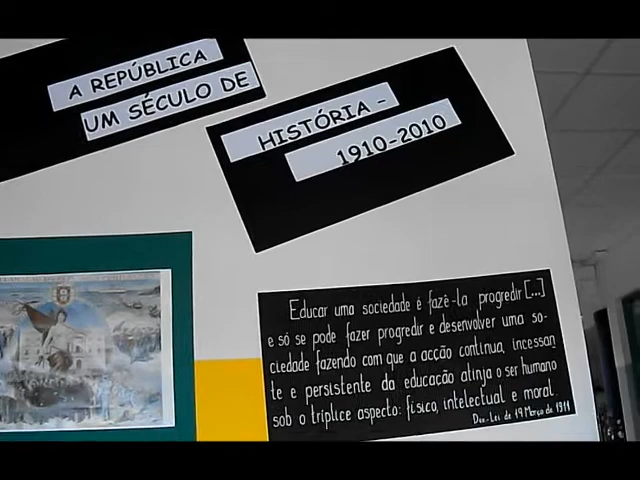 A REPÚBLICA
UM SÉCULO DE
HISTÓRIA -
1910-2010
Educar uma sociedade é fazê-la progredir [...]
e só se pode fazer progredir e desenvolver uma so-
ciedade fazendo com que a acção contínua, incessan
te e persistente da educação atinja o ser humano
sob o tríplice aspecto: físico, intelectual e moral.
Dec.-Lei de 29 Março de 1911